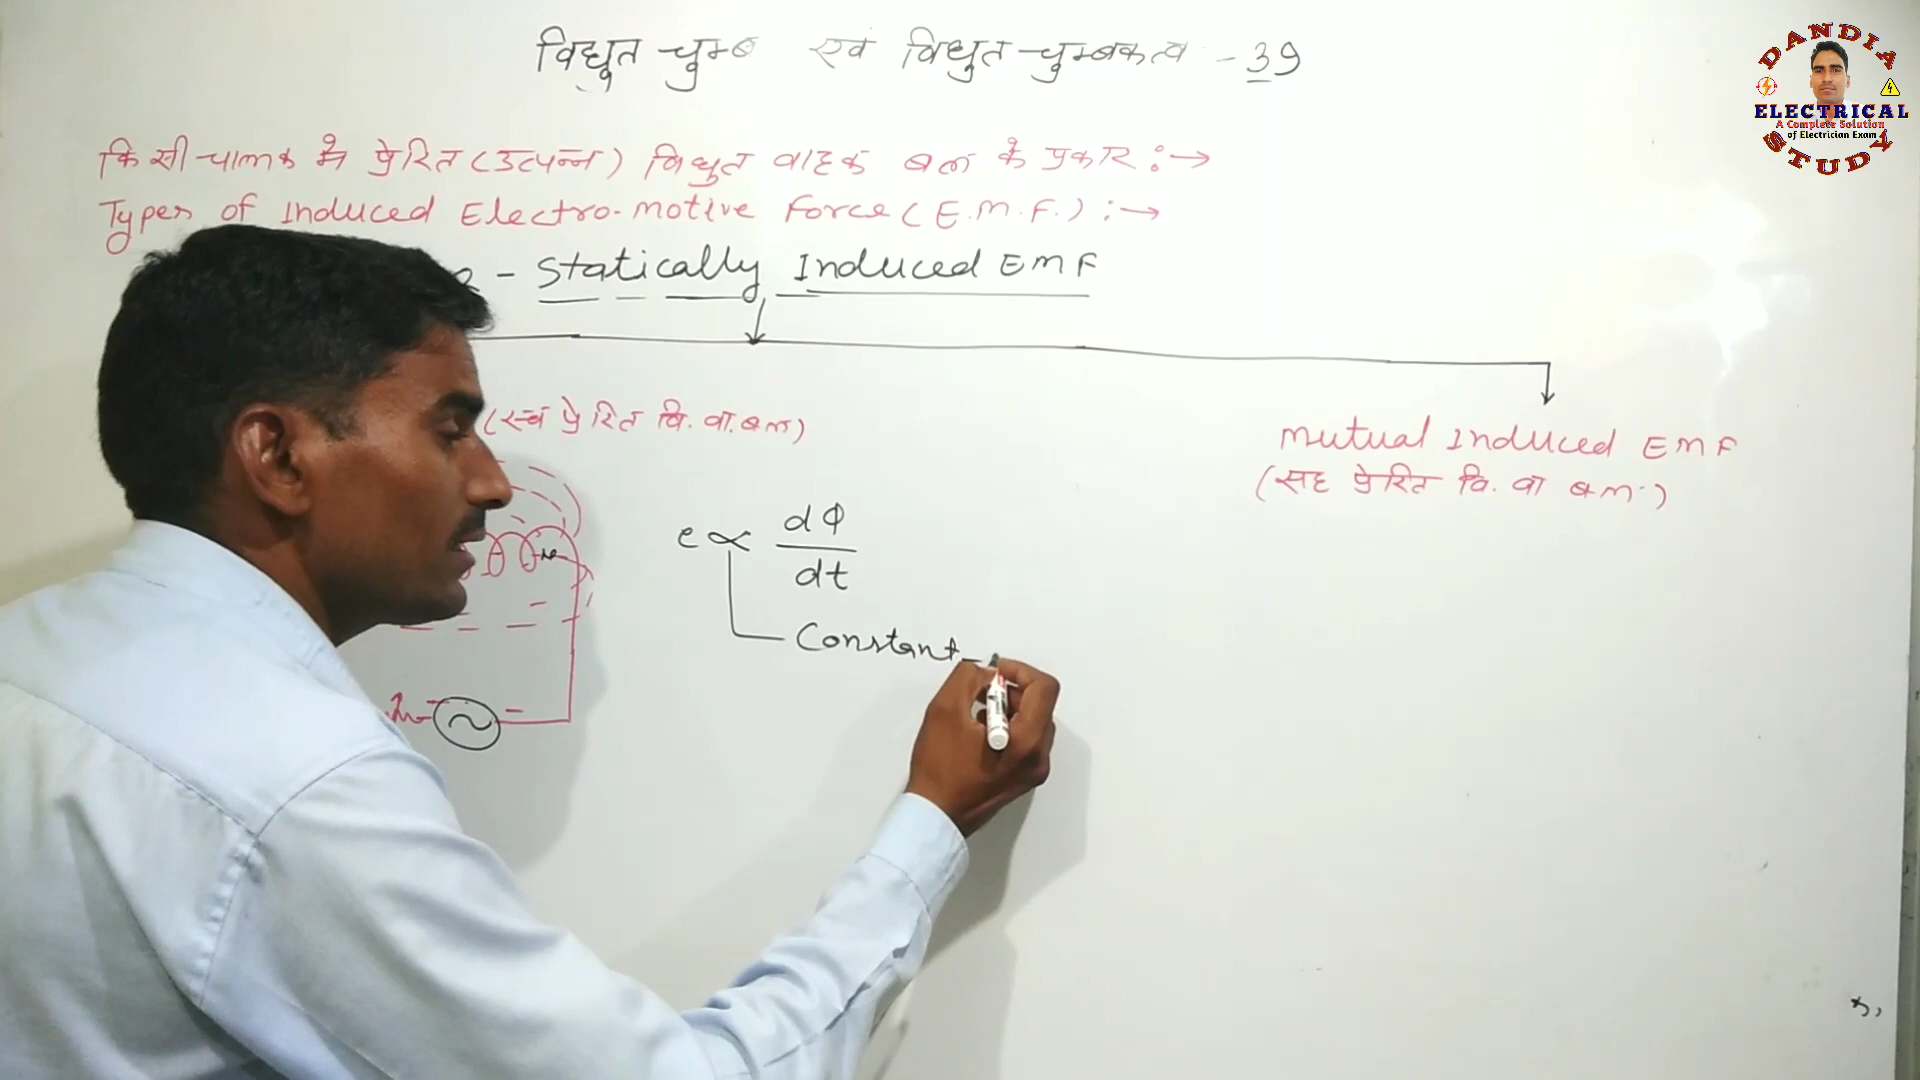 विद्युत चुम्ब एवं विद्युत-चुम्बकत्व - 39
किसी चालक में प्रेरित (उत्पन्न) विद्युत वाहक बल के प्रकार :→
Types of Induced Electro-motive Force (E.M.F.) :→
2 - Statically Induced EMF
(स्व प्रेरित वि. वा. बल)
mutual Induced EMF
(सह प्रेरित वि. वा बल)
e ∝ dΦ
dt
Constant -
DANDIA
ELECTRICAL
A Complete Solution
of Electrician Exam
STUDY